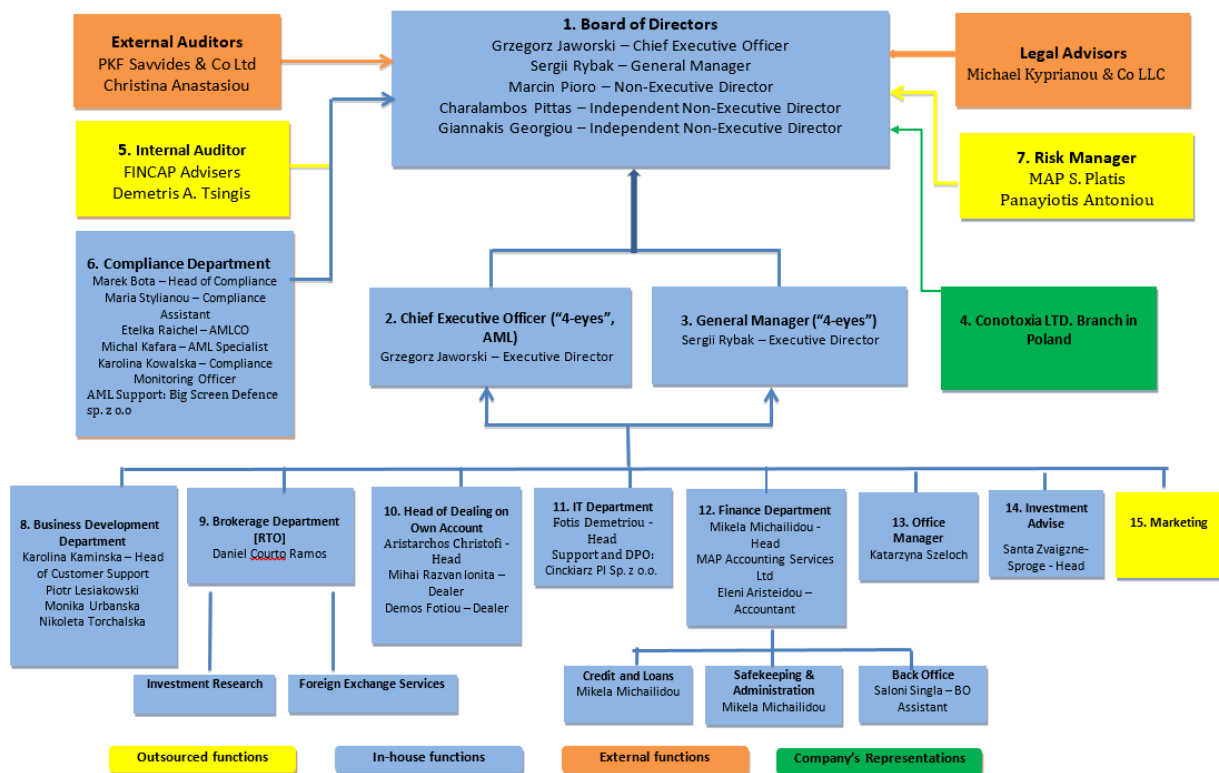 External Auditors
PKF Savvides & Co Ltd
Christina Anastasiou
1. Board of Directors
Grzegorz Jaworski – Chief Executive Officer
Sergii Rybak – General Manager
Marcin Pioro – Non-Executive Director
Charalambos Pittas – Independent Non-Executive Director
Giannakis Georgiou – Independent Non-Executive Director
Legal Advisors
Michael Kyprianou & Co LLC
5. Internal Auditor
FINCAP Advisers
Demetris A. Tsingis
7. Risk Manager
MAP S. Platis
Panayiotis Antoniou
6. Compliance Department
Marek Bota – Head of Compliance
Maria Stylianou – Compliance
Assistant
Etelka Raichel – AMLCO
Michal Kafara – AML Specialist
Karolina Kowalska – Compliance
Monitoring Officer
AML Support: Big Screen Defence
sp. z o.o
2. Chief Executive Officer (“4-eyes”,
AML)
Grzegorz Jaworski – Executive Director
3. General Manager (“4-eyes”)
Sergii Rybak – Executive Director
4. Conotoxia LTD. Branch in
Poland
8. Business Development
Department
Karolina Kaminska – Head
of Customer Support
Piotr Lesiakowski
Monika Urbanska
Nikoleta Torchalska
9. Brokerage Department
[RTO]
Daniel Courto Ramos
10. Head of Dealing on
Own Account
Aristarchos Christofi -
Head
Mihai Razvan Ionita –
Dealer
Demos Fotiou – Dealer
11. IT Department
Fotis Demetriou -
Head
Support and DPO:
Cinckiarz Pl Sp. z o.o.
12. Finance Department
Mikela Michailidou -
Head
MAP Accounting Services
Ltd
Eleni Aristeidou –
Accountant
13. Office
Manager
Katarzyna Szeloch
14. Investment
Advise
Santa Zvaigzne-
Sproge - Head
15. Marketing
Investment Research
Foreign Exchange Services
Credit and Loans
Mikela Michailidou
Safekeeping &
Administration
Mikela Michailidou
Back Office
Saloni Singla – BO
Assistant
Outsourced functions
In-house functions
External functions
Company’s Representations